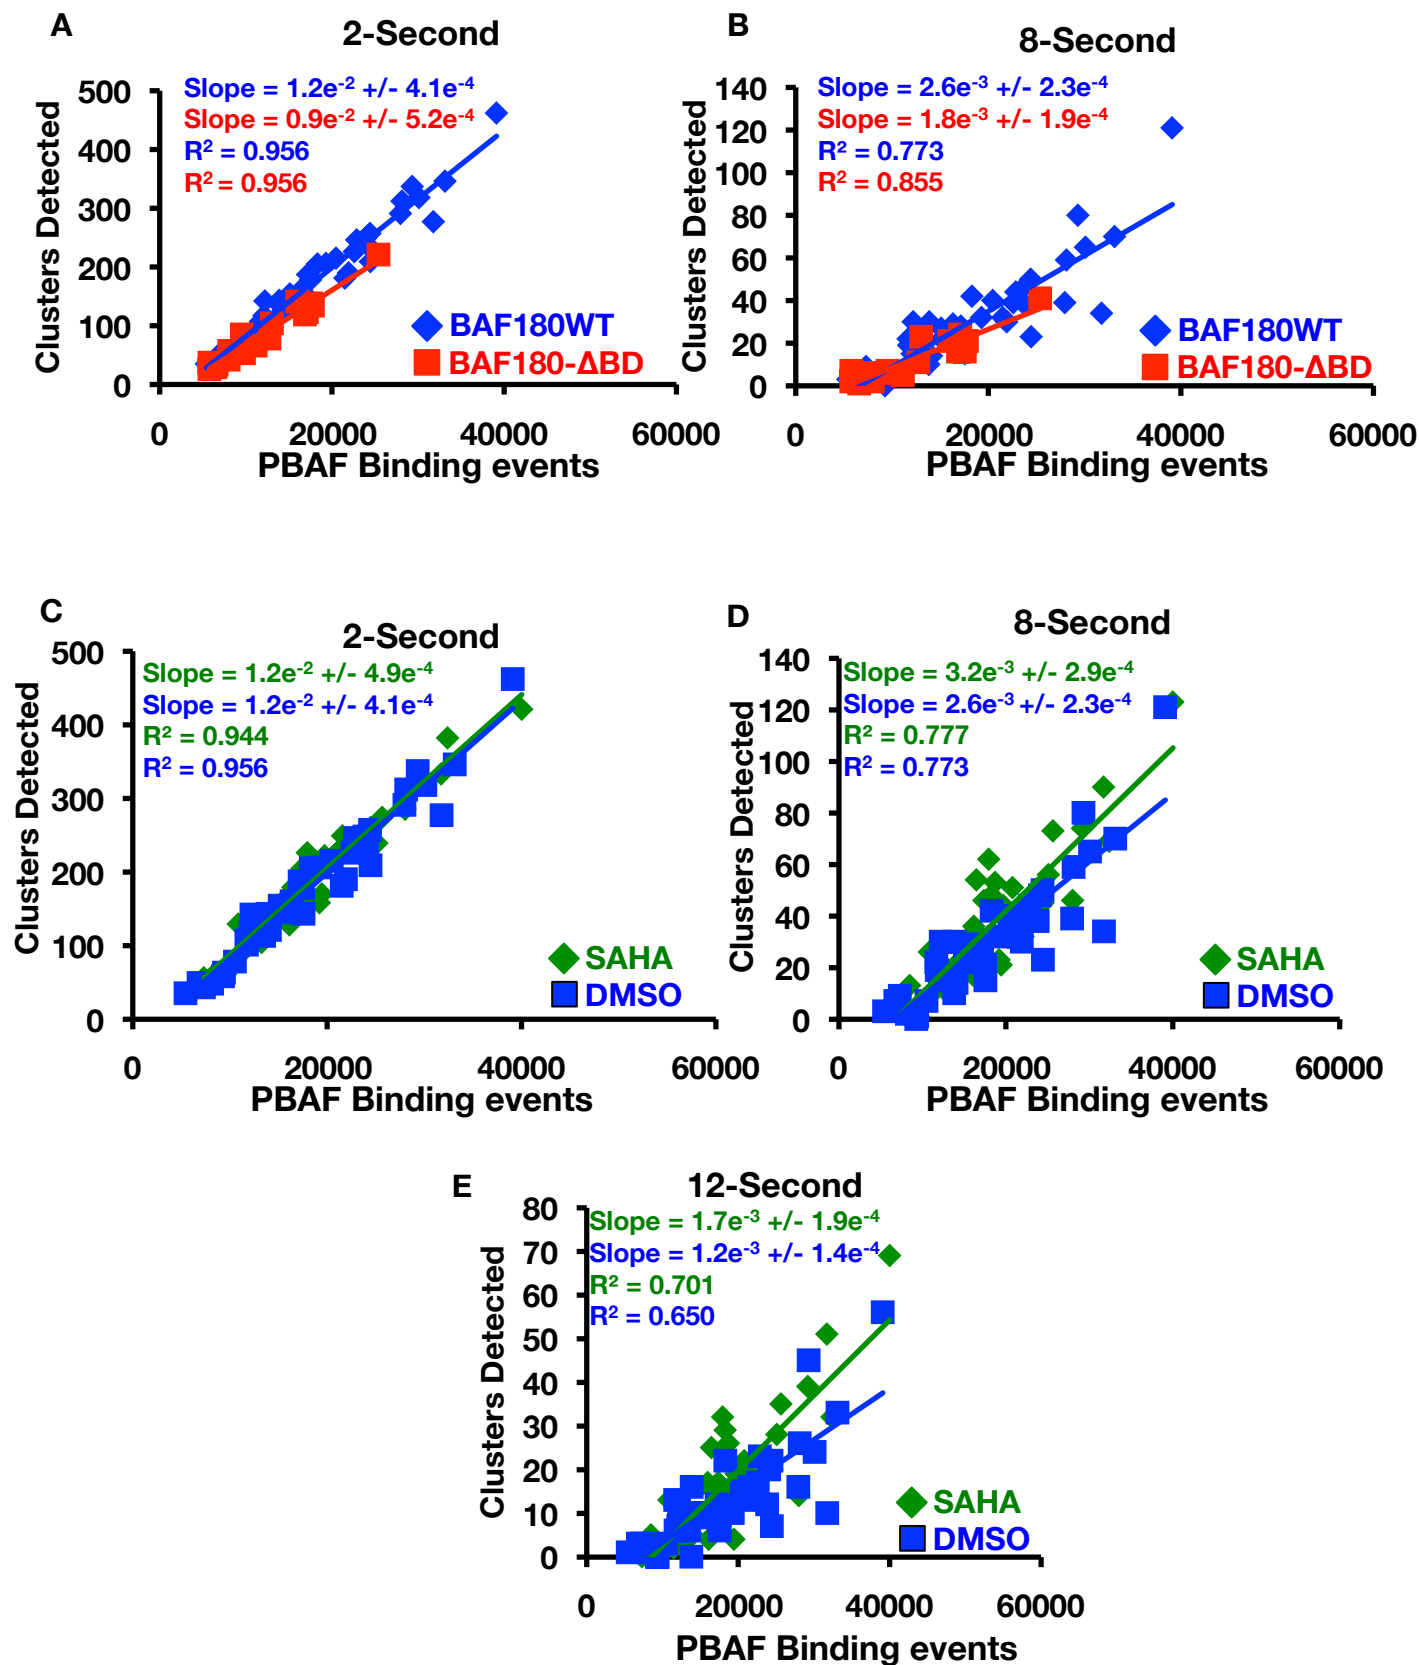 A
2-Second
Slope = 1.2e⁻² +/- 4.1e⁻⁴
Slope = 0.9e⁻² +/- 5.2e⁻⁴
R² = 0.956
R² = 0.956
500
400
300
200
100
0
Clusters Detected
BAF180WT
BAF180-ΔBD
0
20000
40000
60000
PBAF Binding events
B
8-Second
Slope = 2.6e⁻³ +/- 2.3e⁻⁴
Slope = 1.8e⁻³ +/- 1.9e⁻⁴
R² = 0.773
R² = 0.855
140
120
100
80
60
40
20
0
Clusters Detected
BAF180WT
BAF180-ΔBD
0
20000
40000
60000
PBAF Binding events
C
2-Second
Slope = 1.2e⁻² +/- 4.9e⁻⁴
Slope = 1.2e⁻² +/- 4.1e⁻⁴
R² = 0.944
R² = 0.956
500
400
300
200
100
0
Clusters Detected
SAHA
DMSO
0
20000
40000
60000
PBAF Binding events
D
8-Second
Slope = 3.2e⁻³ +/- 2.9e⁻⁴
Slope = 2.6e⁻³ +/- 2.3e⁻⁴
R² = 0.777
R² = 0.773
140
120
100
80
60
40
20
0
Clusters Detected
SAHA
DMSO
0
20000
40000
60000
PBAF Binding events
E
12-Second
Slope = 1.7e⁻³ +/- 1.9e⁻⁴
Slope = 1.2e⁻³ +/- 1.4e⁻⁴
R² = 0.701
R² = 0.650
80
70
60
50
40
30
20
10
0
Clusters Detected
SAHA
DMSO
0
20000
40000
60000
PBAF Binding events